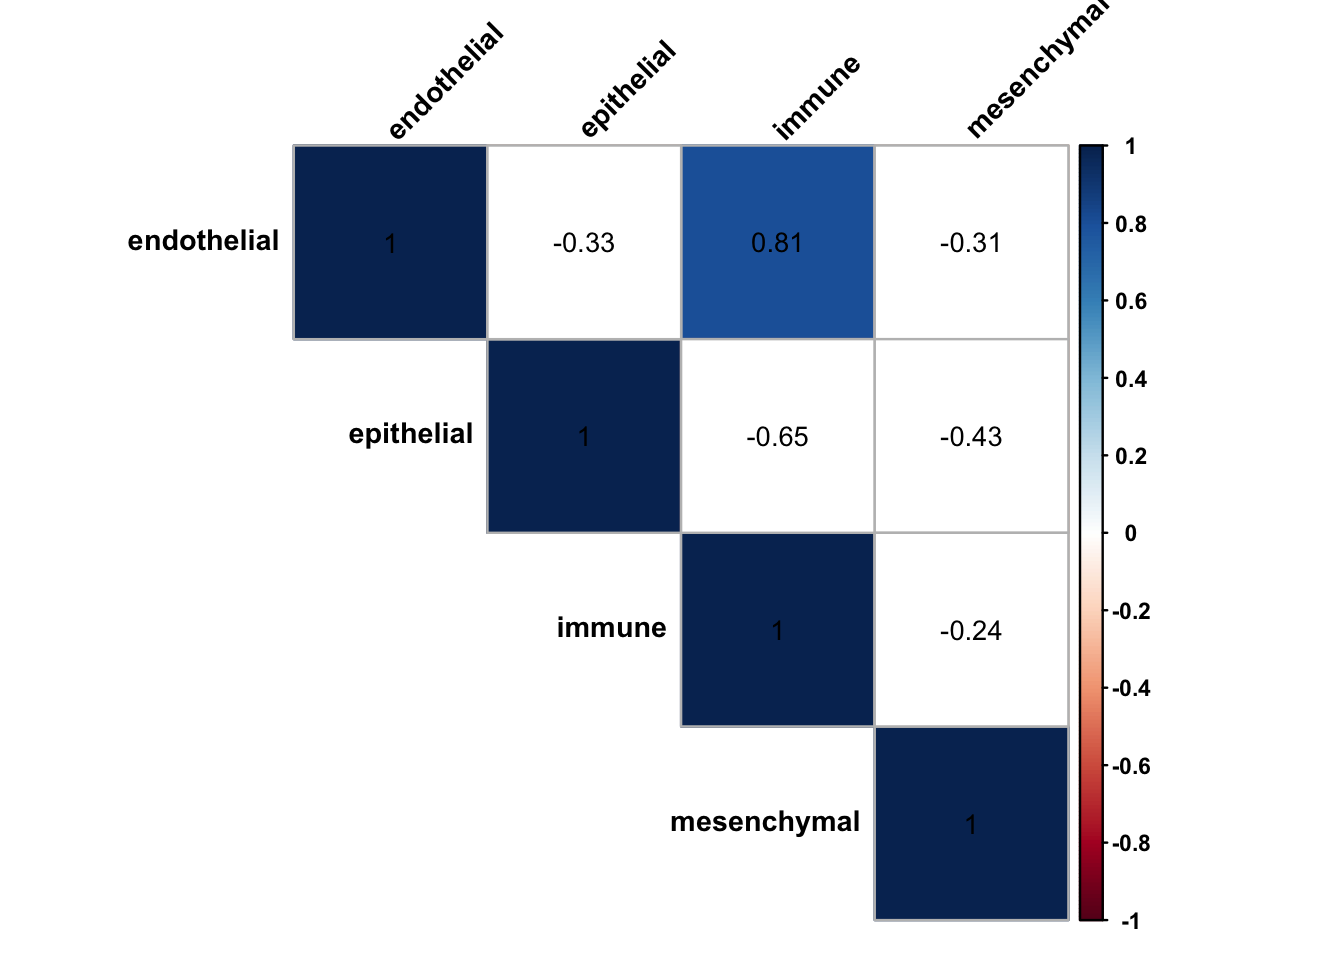 endothelial
epithelial
immune
mesenchymal
endothelial 1 -0.33 0.81 -0.31
epithelial 1 -0.65 -0.43
immune 1 -0.24
mesenchymal 1
1
0.8
0.6
0.4
0.2
0
-0.2
-0.4
-0.6
-0.8
-1